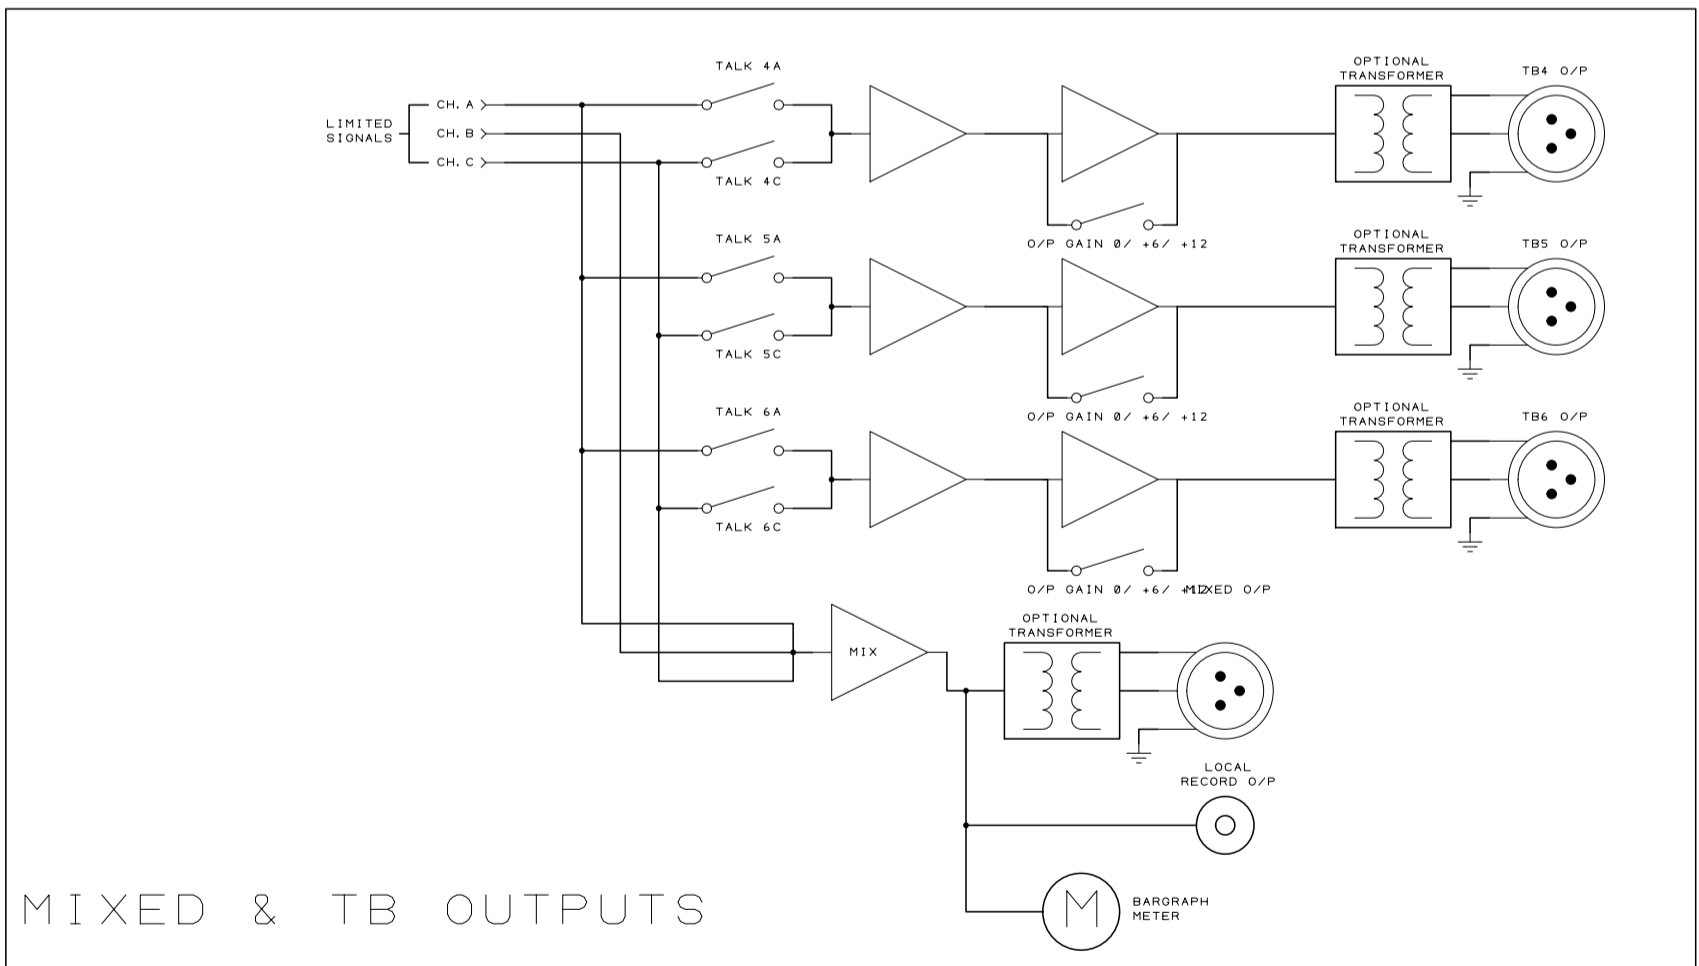 TALK 4A
OPTIONAL
TRANSFORMER
TB4 O/P
LIMITED
SIGNALS
CH. A
CH. B
CH. C
TALK 4C
O/P GAIN 0/ +6/ +12
TALK 5A
OPTIONAL
TRANSFORMER
TB5 O/P
TALK 5C
O/P GAIN 0/ +6/ +12
TALK 6A
OPTIONAL
TRANSFORMER
TB6 O/P
TALK 6C
O/P GAIN 0/ +6/ +12
MIXED O/P
OPTIONAL
TRANSFORMER
MIX
LOCAL
RECORD O/P
M
BARGRAPH
METER
MIXED & TB OUTPUTS